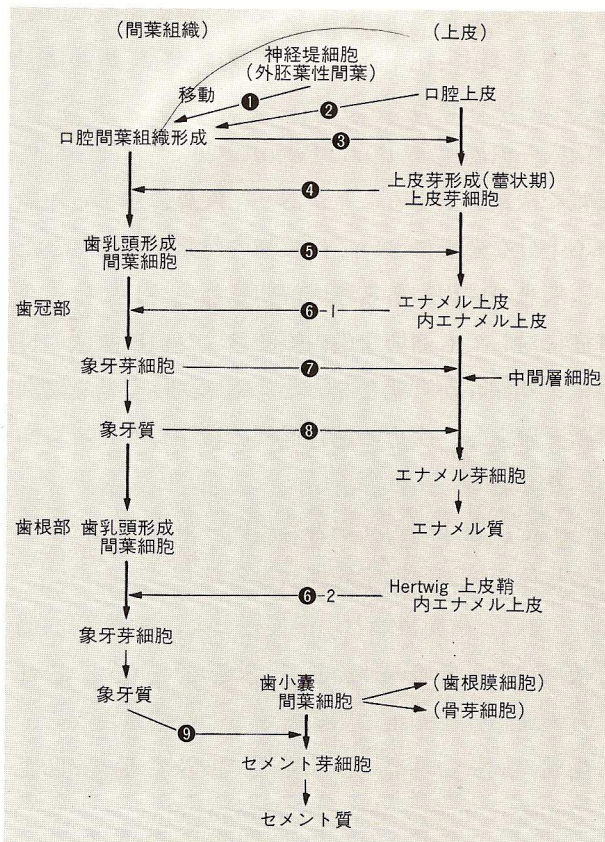 (間葉組織)
(上皮)
神経堤細胞
(外胚葉性間葉)
移動
❶
❷
口腔上皮
口腔間葉組織形成
❸
❹
上皮芽形成(蕾状期)
上皮芽細胞
歯乳頭形成
間葉細胞
❺
歯冠部
❻-1
エナメル上皮
内エナメル上皮
象牙芽細胞
❼
中間層細胞
象牙質
❽
エナメル芽細胞
歯根部 歯乳頭形成
間葉細胞
エナメル質
❻-2
Hertwig 上皮鞘
内エナメル上皮
象牙芽細胞
象牙質
歯小嚢
間葉細胞
(歯根膜細胞)
(骨芽細胞)
❾
セメント芽細胞
セメント質